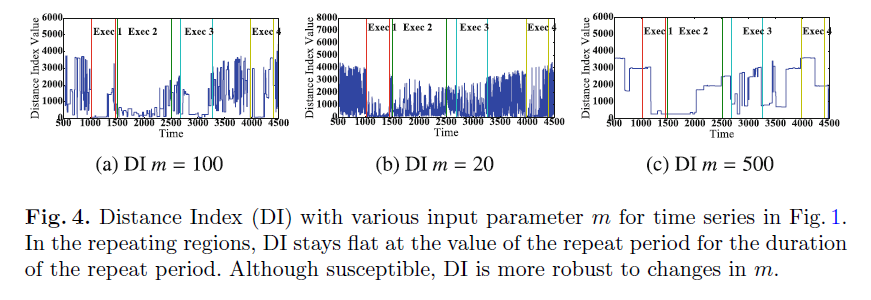 Distance Index Value
6000
5000
4000
3000
2000
1000
0
Exec 1 Exec 2 Exec 3 Exec 4
500 1000 1500 2000 2500 3000 3500 4000 4500
Time
(a) DI m = 100
Distance Index Value
8000
7000
6000
5000
4000
3000
2000
1000
0
Exec 1 Exec 2 Exec 3 Exec 4
500 1000 1500 2000 2500 3000 3500 4000 4500
Time
(b) DI m = 20
Distance Index Value
6000
5000
4000
3000
2000
1000
0
Exec 1 Exec 2 Exec 3 Exec 4
500 1000 1500 2000 2500 3000 3500 4000 4500
Time
(c) DI m = 500
Fig. 4. Distance Index (DI) with various input parameter m for time series in Fig. 1.
In the repeating regions, DI stays flat at the value of the repeat period for the duration
of the repeat period. Although susceptible, DI is more robust to changes in m.